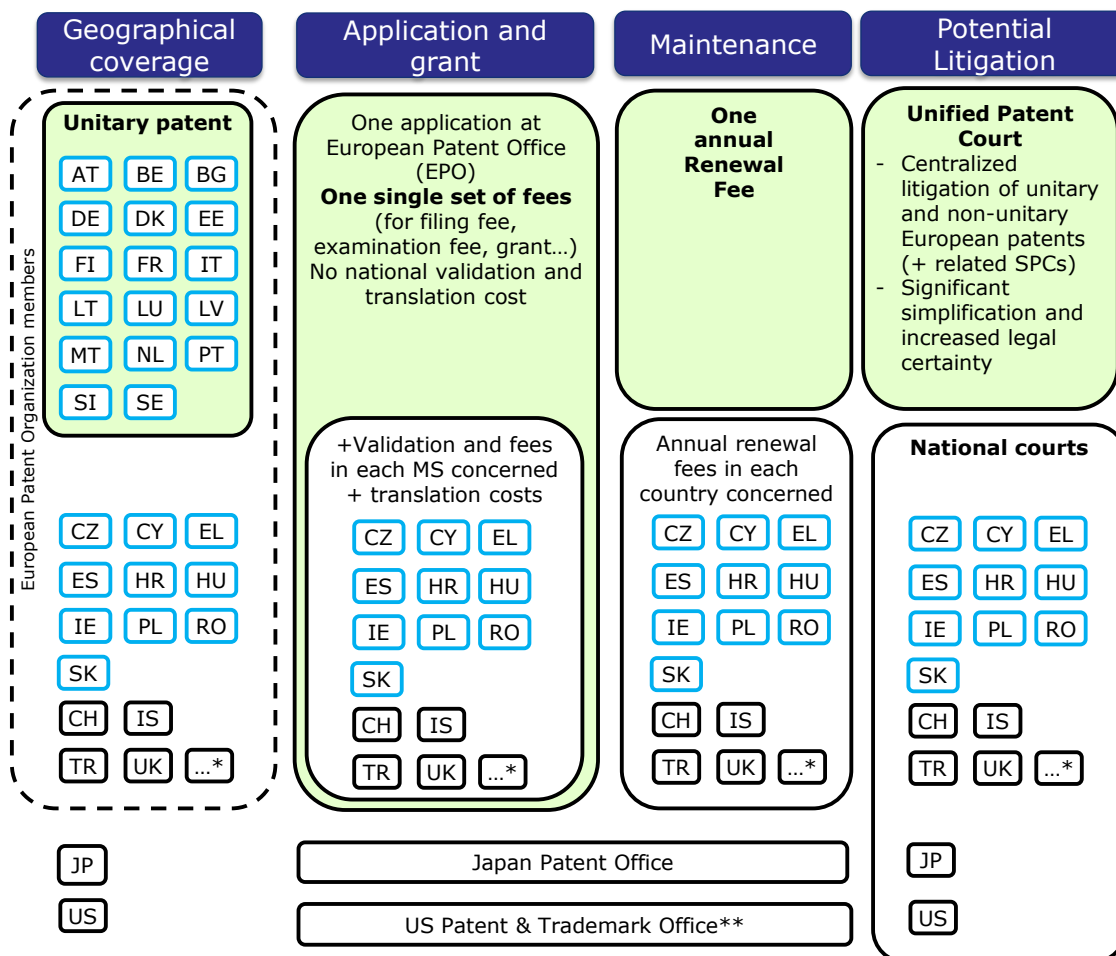 Geographical
coverage
Application and
grant
Maintenance
Potential
Litigation
European Patent Organization members
Unitary patent
AT BE BG
DE DK EE
FI FR IT
LT LU LV
MT NL PT
SI SE
CZ CY EL
ES HR HU
IE PL RO
SK
CH IS
TR UK ...*
JP
US
One application at
European Patent Office
(EPO)
One single set of fees
(for filing fee,
examination fee, grant...)
No national validation and
translation cost
+Validation and fees
in each MS concerned
+ translation costs
CZ CY EL
ES HR HU
IE PL RO
SK
CH IS
TR UK ...*
One
annual
Renewal
Fee
Annual renewal
fees in each
country concerned
CZ CY EL
ES HR HU
IE PL RO
SK
CH IS
TR UK ...*
Japan Patent Office
US Patent & Trademark Office**
Unified Patent
Court
- Centralized
litigation of unitary
and non-unitary
European patents
(+ related SPCs)
- Significant
simplification and
increased legal
certainty
National courts
CZ CY EL
ES HR HU
IE PL RO
SK
CH IS
TR UK ...*
JP
US